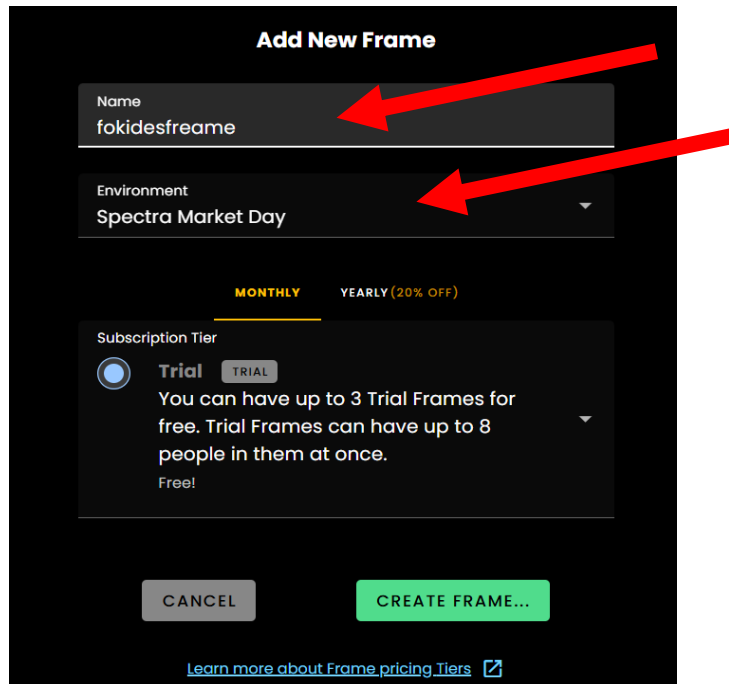 Add New Frame
Name
fokidesfreame
Environment
Spectra Market Day
MONTHLY YEARLY (20% OFF)
Subscription Tier
Trial TRIAL
You can have up to 3 Trial Frames for
free. Trial Frames can have up to 8
people in them at once.
Free!
CANCEL CREATE FRAME...
Learn more about Frame pricing Tiers